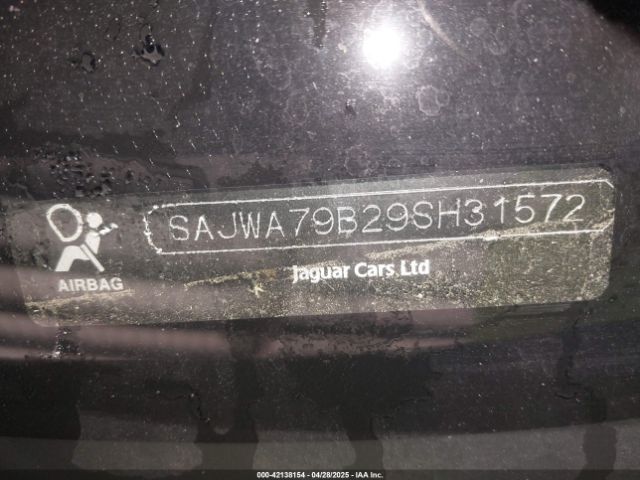 SAJWA79B29SH31572
AIRBAG
Jaguar Cars Ltd
000-42138154 - 04/28/2025 - IAA Inc.